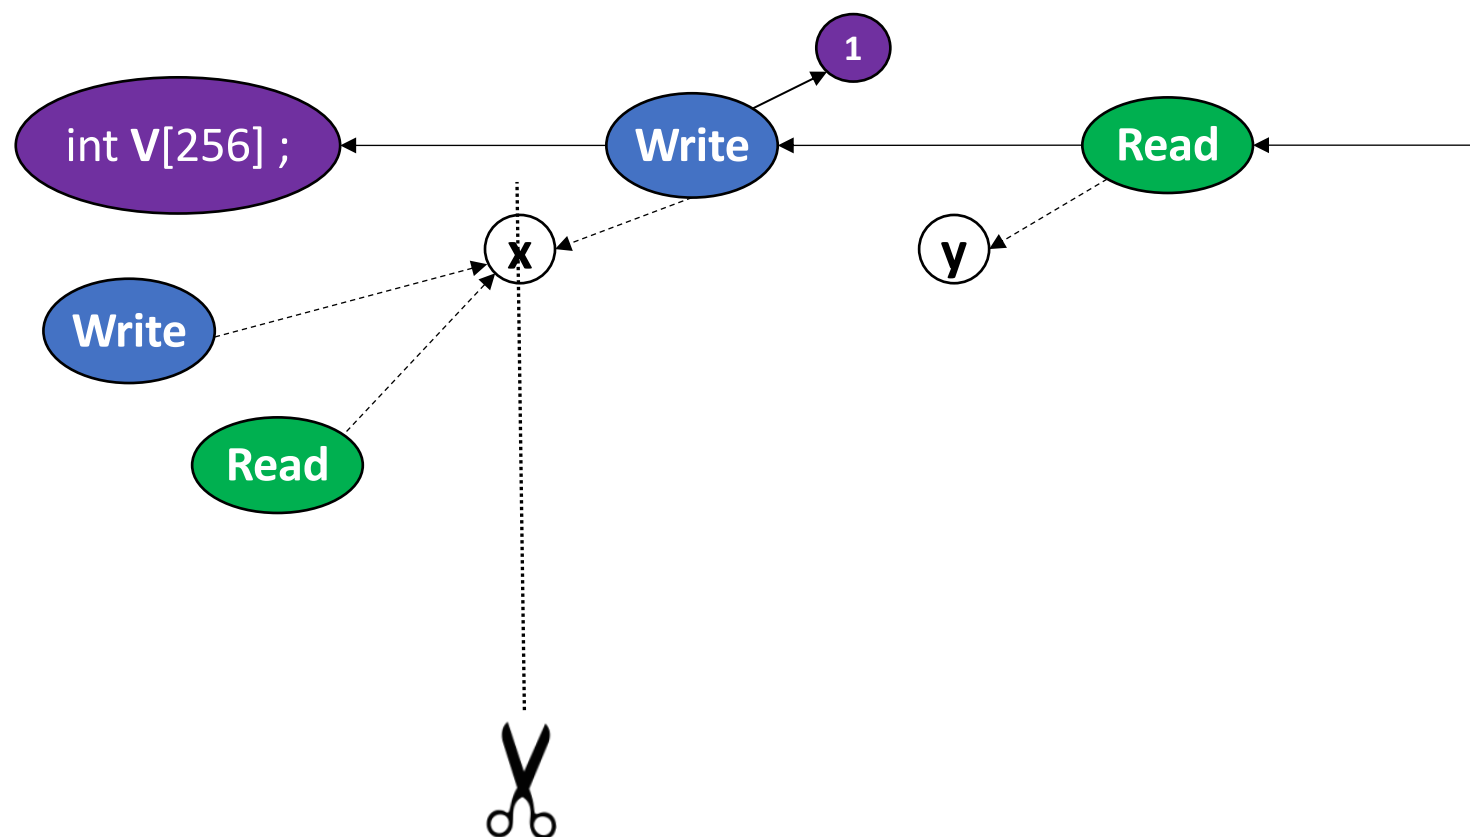 1
int V[256] ;
Write
Read
x
y
Write
Read